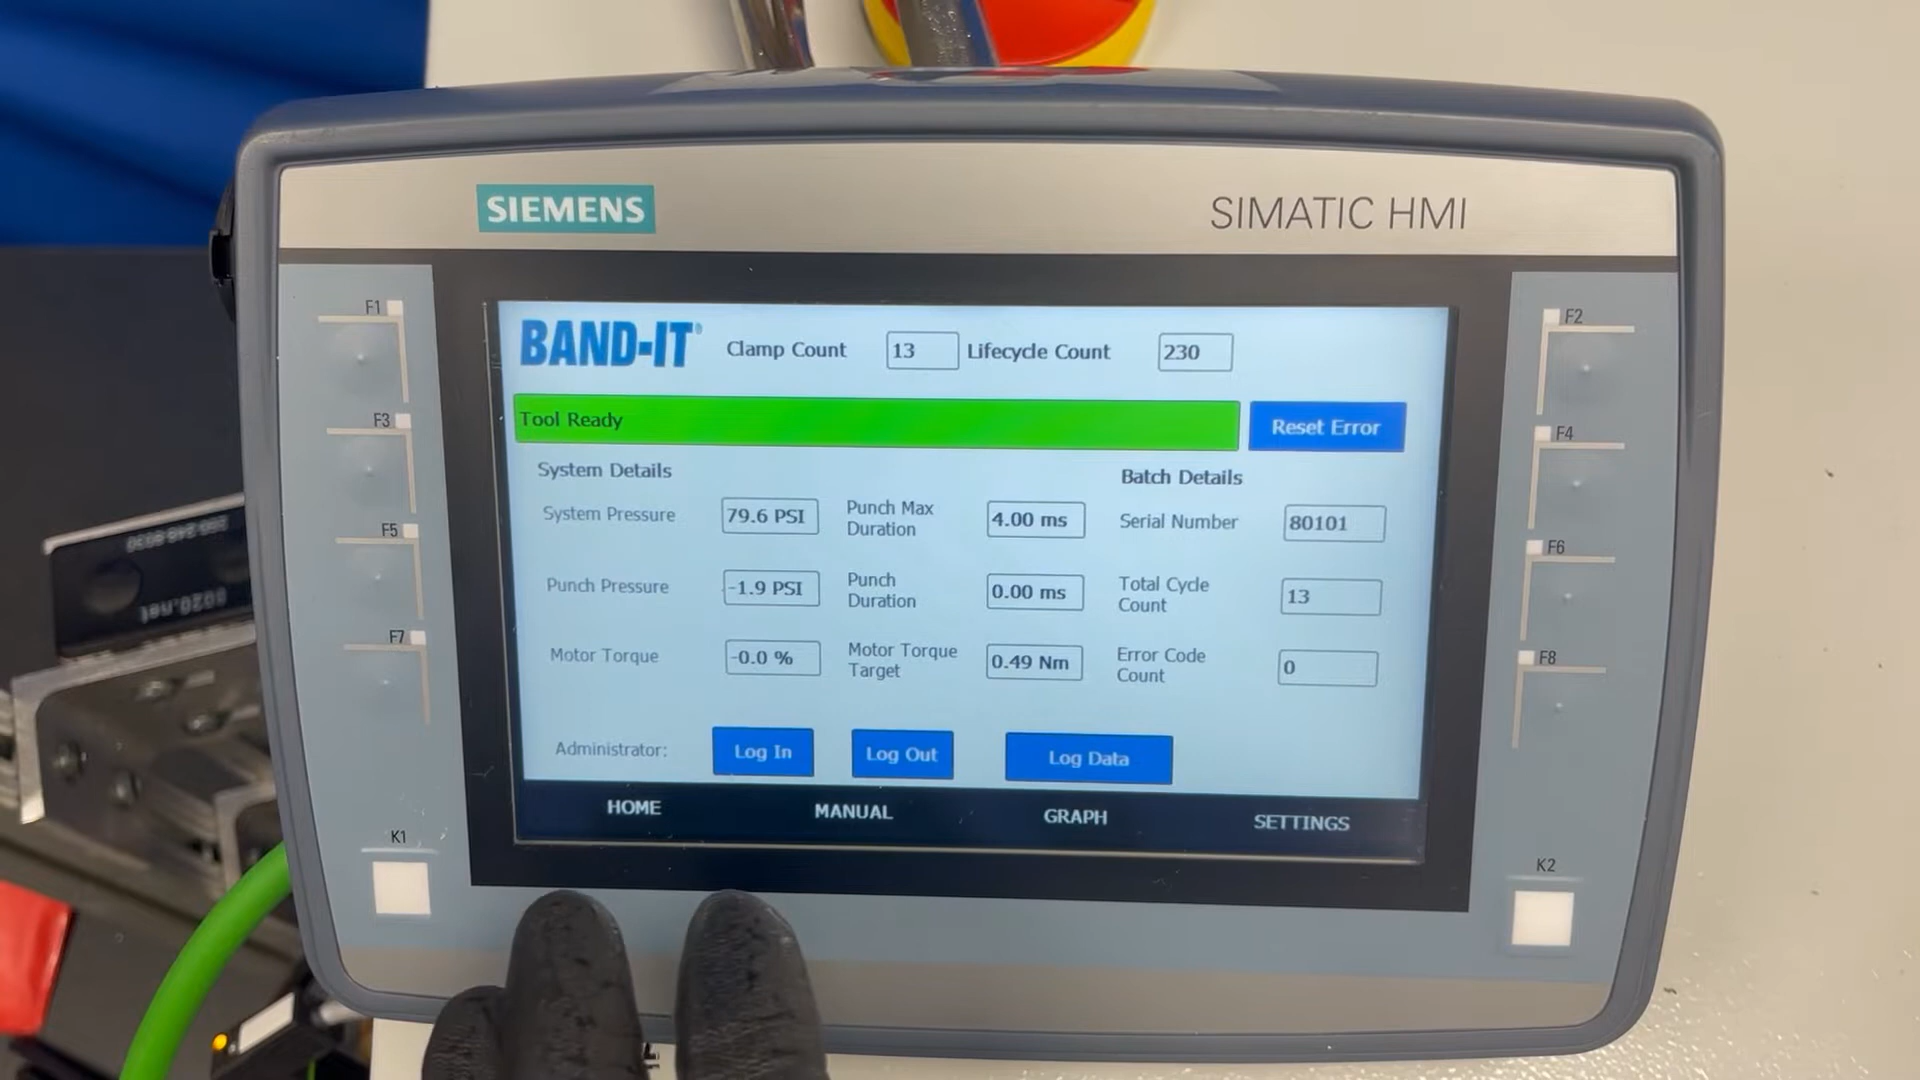 SIEMENS
SIMATIC HMI
F1
F2
BAND-IT®
Clamp Count 13 Lifecycle Count 230
F3
Tool Ready
Reset Error
F4
System Details
Batch Details
System Pressure 79.6 PSI Punch Max Duration 4.00 ms Serial Number 80101
F5
F6
Punch Pressure -1.9 PSI Punch Duration 0.00 ms Total Cycle Count 13
F7
Motor Torque -0.0 % Motor Torque Target 0.49 Nm Error Code Count 0
F8
Administrator: Log In Log Out Log Data
HOME MANUAL GRAPH SETTINGS
K1
K2
8020.net